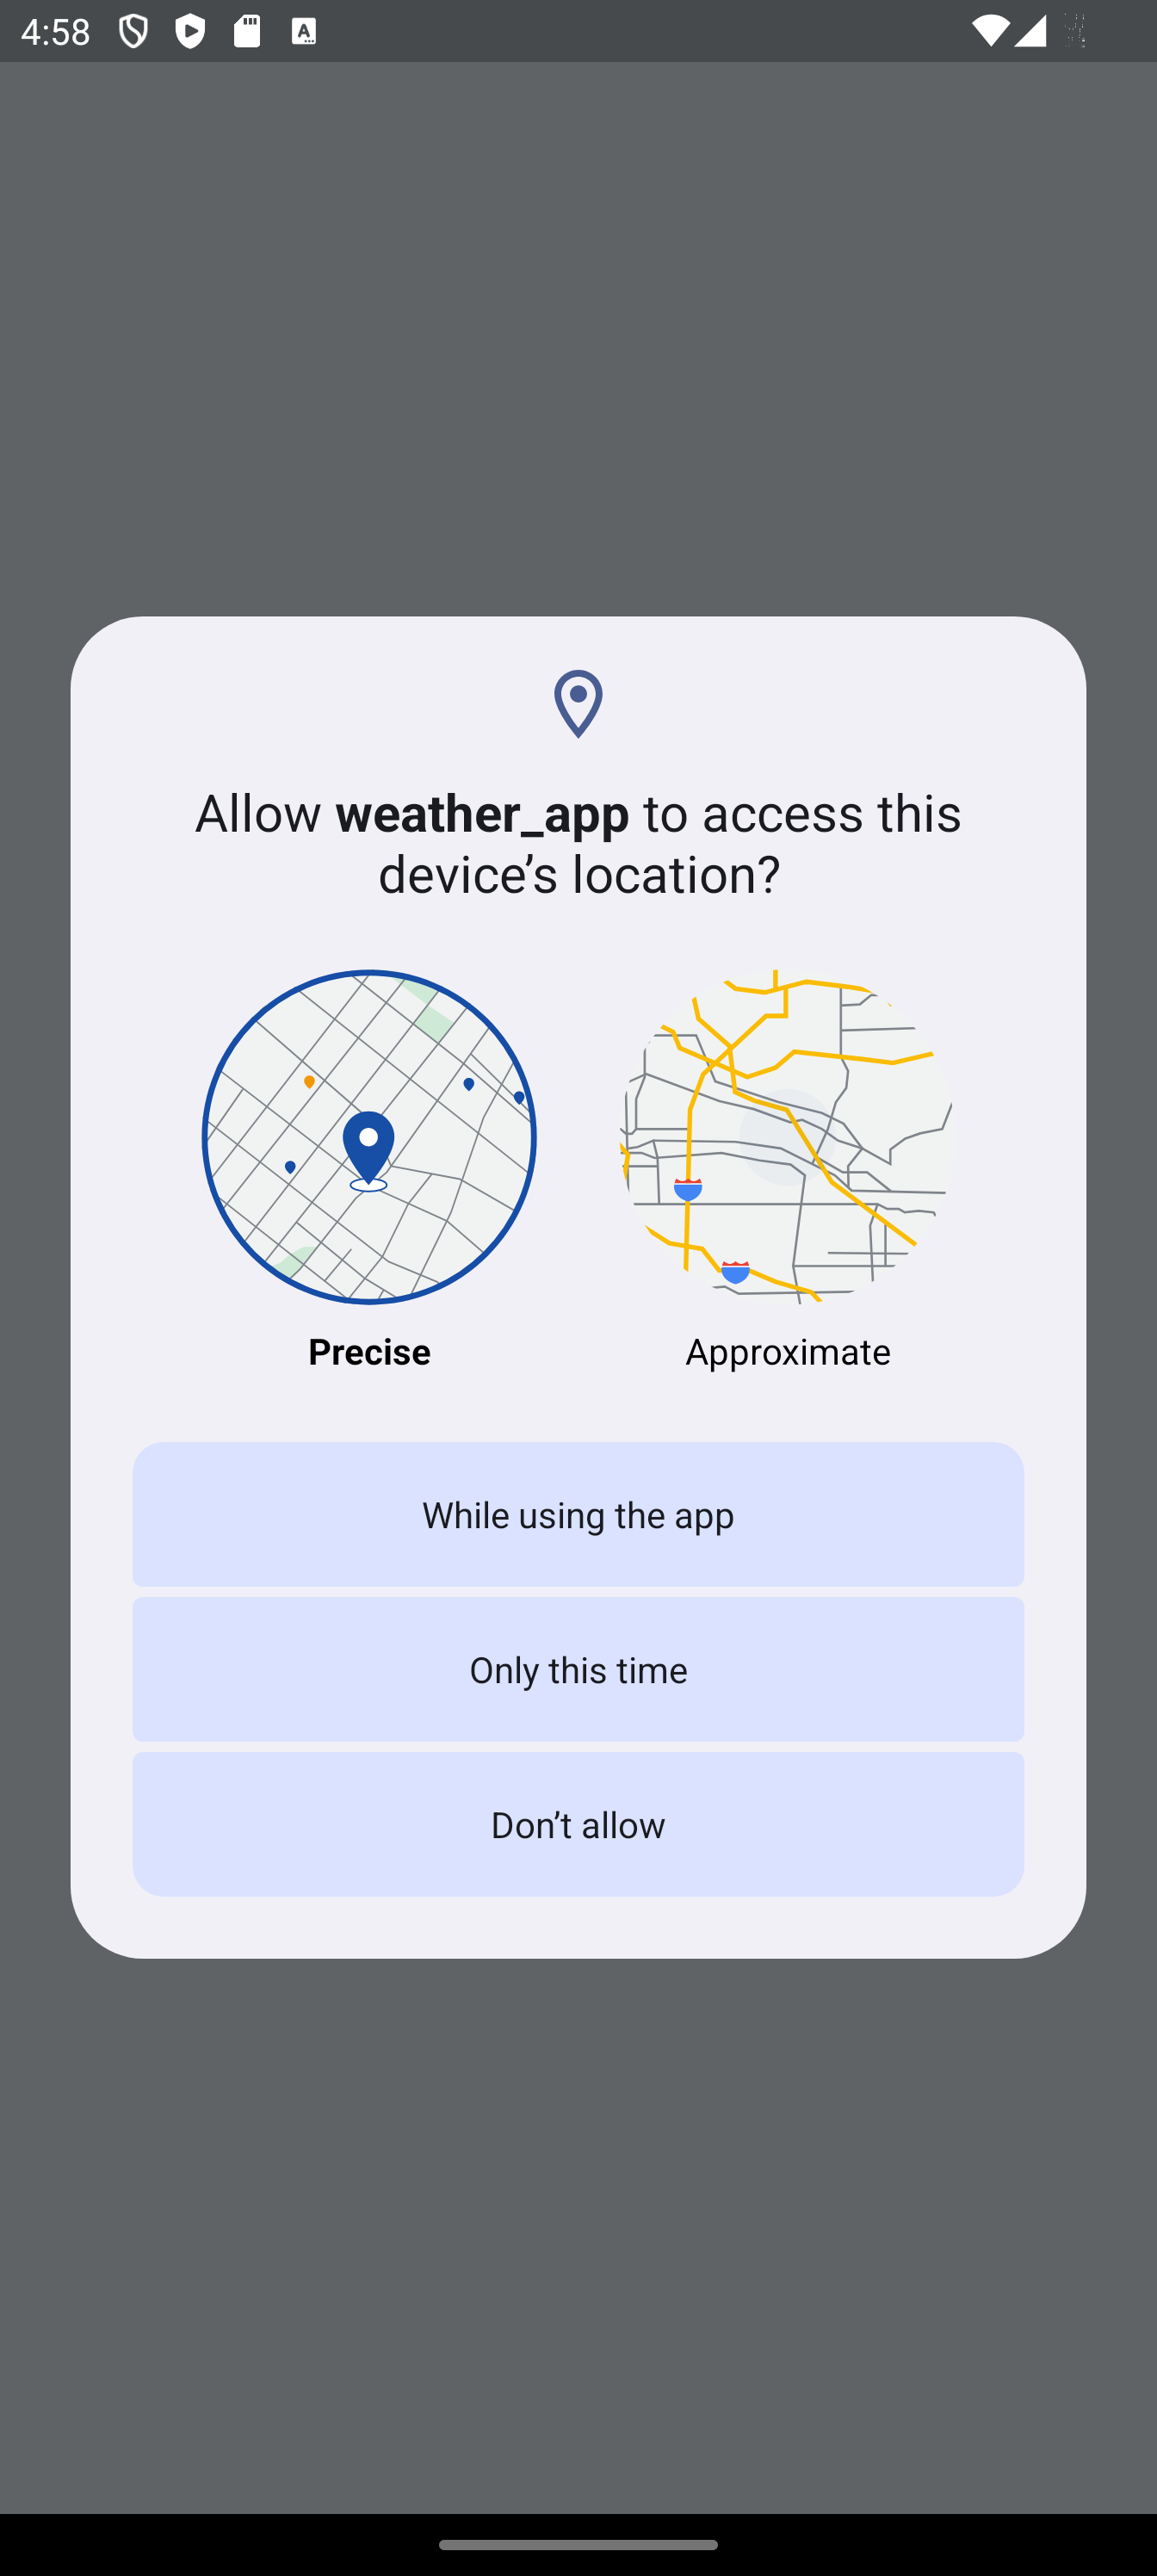 4:58
Allow weather_app to access this
device’s location?
Precise
Approximate
While using the app
Only this time
Don’t allow